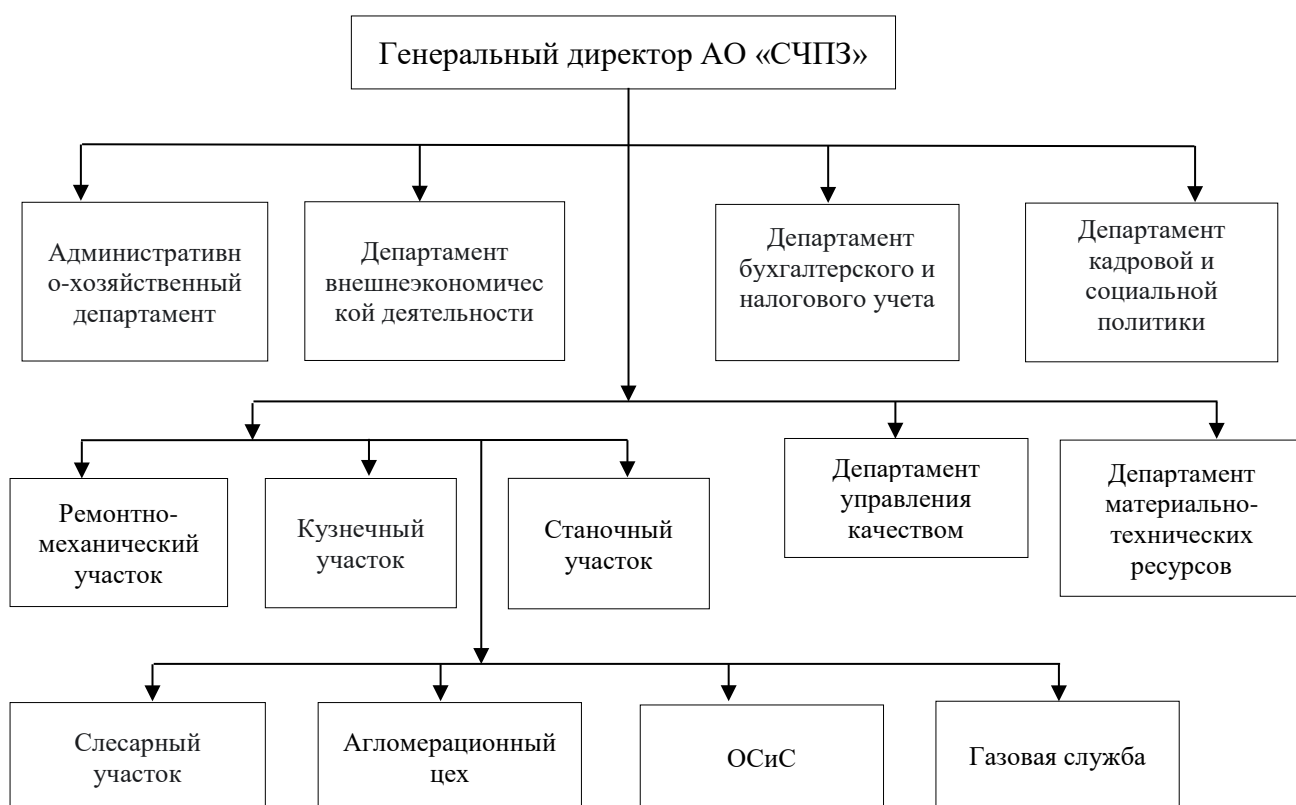 Генеральный директор АО «СЧПЗ»
Административн
о-хозяйственный
департамент
Департамент
внешнеэкономичес
кой деятельности
Департамент
бухгалтерского и
налогового учета
Департамент
кадровой и
социальной
политики
Ремонтно-
механический
участок
Кузнечный
участок
Станочный
участок
Департамент
управления
качеством
Департамент
материально-
технических
ресурсов
Слесарный
участок
Агломерационный
цех
ОСиС
Газовая служба